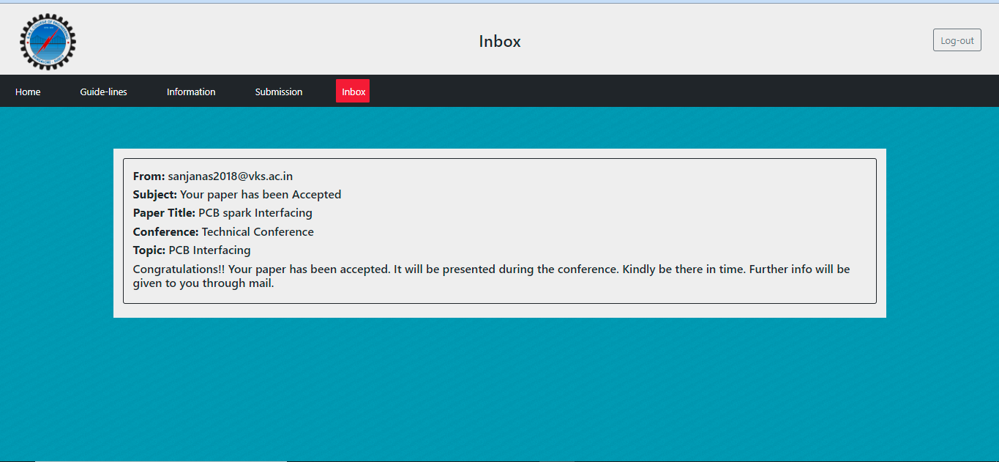 Inbox
Log-out
Home
Guide-lines
Information
Submission
Inbox
From: sanjanas2018@vks.ac.in
Subject: Your paper has been Accepted
Paper Title: PCB spark Interfacing
Conference: Technical Conference
Topic: PCB Interfacing
Congratulations!! Your paper has been accepted. It will be presented during the conference. Kindly be there in time. Further info will be
given to you through mail.